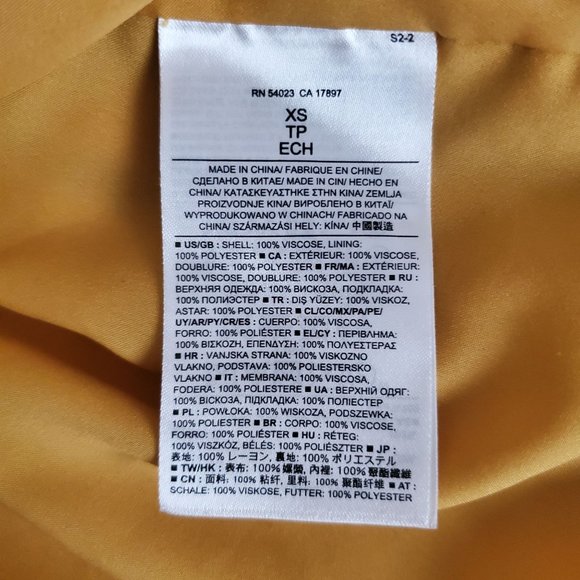 S2-2
RN 54023 CA 17897
XS
TP
ECH
MADE IN CHINA/ FABRIQUE EN CHINE/
СДЕЛАНО В КИТАЕ/ MADE IN CIN/ HECHO EN
CHINA/ ΚΑΤΑΣΚΕΥΑΣΤΗΚΕ ΣΤΗΝ ΚΙΝΑ/ ZEMLJA
PROIZVODNJE KINA/ ВИРОБЛЕНО В КИТАЇ/
WYPRODUKOWANO W CHINACH/ FABRICADO NA
CHINA/ SZÁRMAZÁSI HELY: KÍNA/ 中國製造
■ US/GB : SHELL: 100% VISCOSE, LINING:
100% POLYESTER ■ CA : EXTÉRIEUR: 100% VISCOSE,
DOUBLURE: 100% POLYESTER ■ FR/MA : EXTÉRIEUR:
100% VISCOSE, DOUBLURE: 100% POLYESTER ■ RU :
ВЕРХНЯЯ ОДЕЖДА: 100% ВИСКОЗА, ПОДКЛАДКА:
100% ПОЛИЭСТЕР ■ TR : DIŞ YÜZEY: 100% VİSKOZ,
ASTAR: 100% POLYESTER ■ CL/CO/MX/PA/PE/
UY/AR/PY/CR/ES : CUERPO: 100% VISCOSA,
FORRO: 100% POLIÉSTER ■ EL/CY : ΠΕΡΙΒΛΗΜΑ:
100% ΒΙΣΚΟΖΗ, ΕΠΕΝΔΥΣΗ: 100% ΠΟΛΥΕΣΤΕΡΑΣ
■ HR : VANJSKA STRANA: 100% VISKOZNO
VLAKNO, PODSTAVA: 100% POLIESTERSKO
VLAKNO ■ IT : MEMBRANA: 100% VISCOSA,
FODERA: 100% POLIESTERE ■ UA : ВЕРХНІЙ ОДЯГ:
100% ВІСКОЗА, ПІДКЛАДКА: 100% ПОЛІЕСТЕР
■ PL : POWŁOKA: 100% WISKOZA, PODSZEWKA:
100% POLIESTER ■ BR : CORPO: 100% VISCOSE,
FORRO: 100% POLIÉSTER ■ HU : RÉTEG:
100% VISZKÓZ, BÉLÉS: 100% POLIÉSZTER ■ JP :
表地: 100% レーヨン, 裏地: 100% ポリエステル
■ TW/HK : 表布: 100% 嫘縈, 內裡: 100% 聚酯纖維
■ CN : 面料: 100% 粘纤, 里料: 100% 聚酯纤维 ■ AT :
SCHALE: 100% VISKOSE, FUTTER: 100% POLYESTER